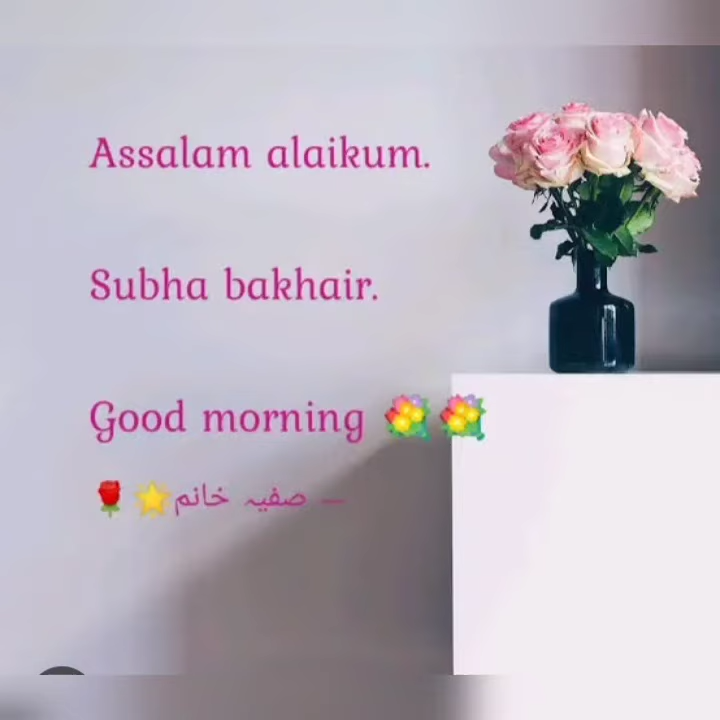 Assalam alaikum.
Subha bakhair.
Good morning 💐 💐
— صفیہ خانم⭐🌹